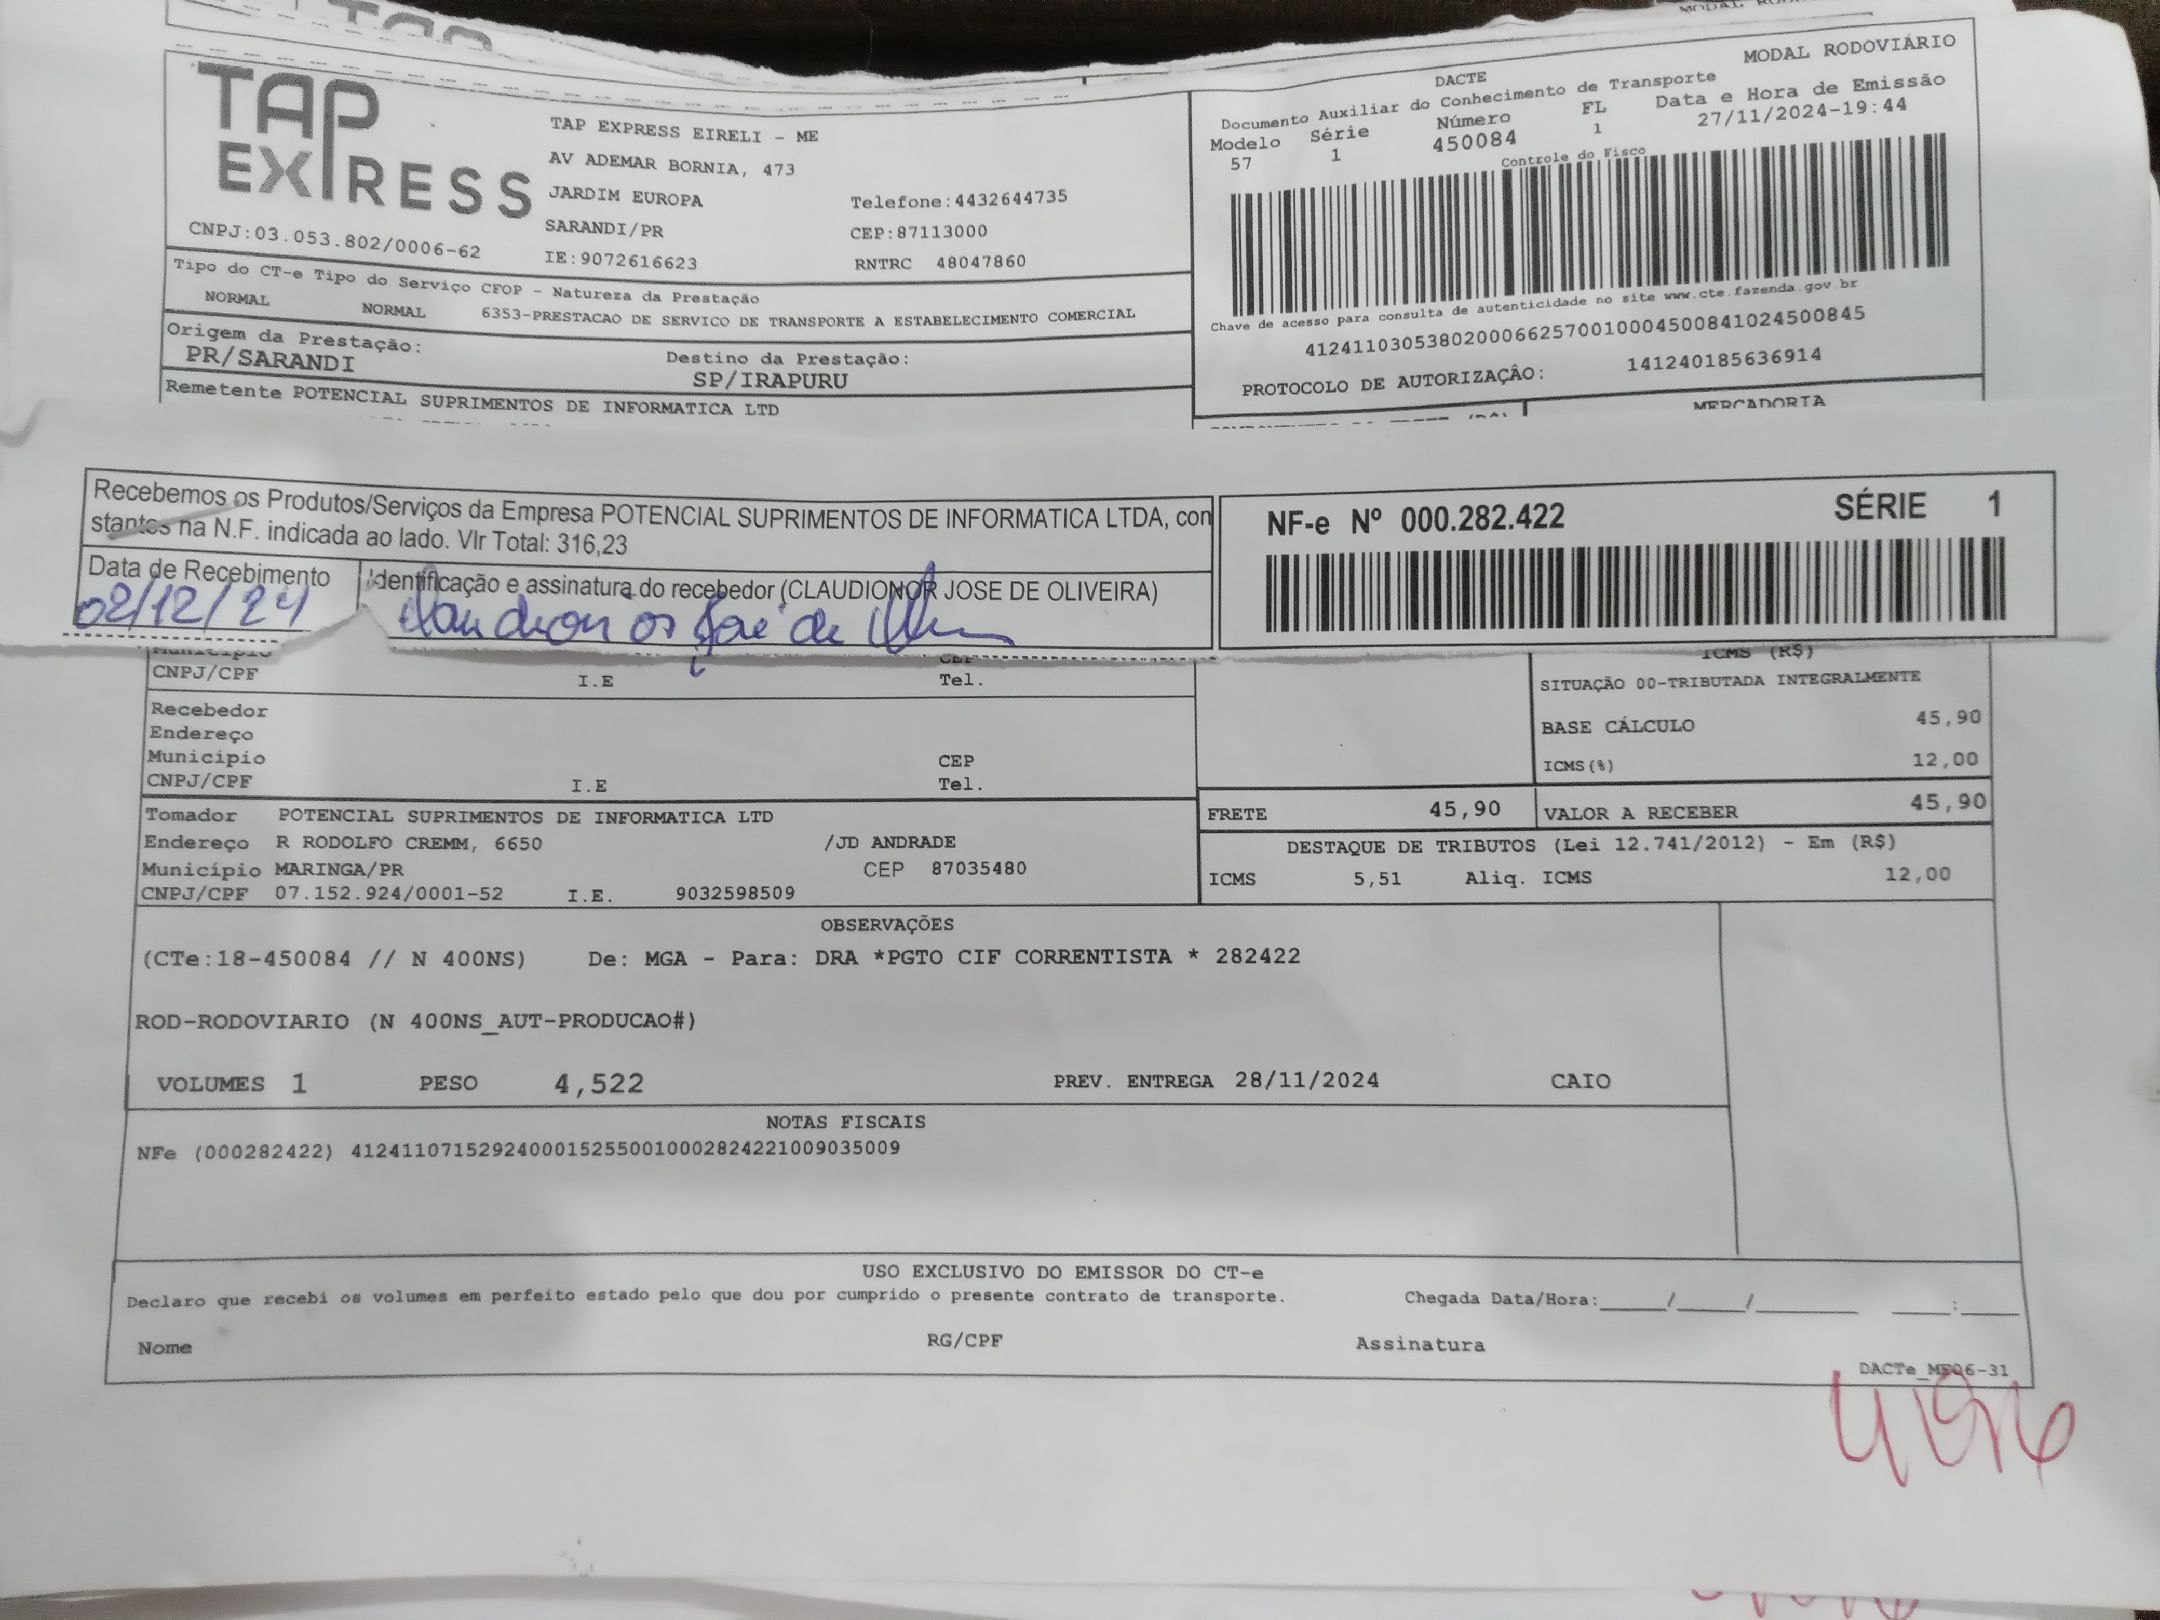 TAP EXPRESS
TAP EXPRESS EIRELI - ME
AV ADEMAR BORNIA, 473
JARDIM EUROPA Telefone:4432644735
SARANDI/PR CEP:87113000
CNPJ:03.053.802/0006-62 IE:9072616623 RNTRC 48047860
MODAL RODOVIÁRIO
DACTE
Documento Auxiliar do Conhecimento de Transporte
Modelo Série Número FL Data e Hora de Emissão
57 1 450084 1 27/11/2024-19:44
Controle do Fisco
Chave de acesso para consulta de autenticidade no site www.cte.fazenda.gov.br
41241103053802000662570010004500841024500845
PROTOCOLO DE AUTORIZAÇÃO: 141240185636914
Tipo do CT-e Tipo do Serviço CFOP - Natureza da Prestação
NORMAL NORMAL 6353-PRESTACAO DE SERVICO DE TRANSPORTE A ESTABELECIMENTO COMERCIAL
Origem da Prestação: Destino da Prestação:
PR/SARANDI SP/IRAPURU
Remetente POTENCIAL SUPRIMENTOS DE INFORMATICA LTD
MERCADORIA
Recebemos os Produtos/Serviços da Empresa POTENCIAL SUPRIMENTOS DE INFORMATICA LTDA, con
stantes na N.F. indicada ao lado. Vlr Total: 316,23
Data de Recebimento Identificação e assinatura do recebedor (CLAUDIONOR JOSE DE OLIVEIRA)
02/12/24
NF-e Nº 000.282.422 SÉRIE 1
Município CEP
CNPJ/CPF I.E Tel.
Recebedor
Endereço
Município CEP
CNPJ/CPF I.E Tel.
ICMS (R$)
SITUAÇÃO 00-TRIBUTADA INTEGRALMENTE
BASE CÁLCULO 45,90
ICMS(%) 12,00
FRETE 45,90 VALOR A RECEBER 45,90
DESTAQUE DE TRIBUTOS (Lei 12.741/2012) - Em (R$)
ICMS 5,51 Aliq. ICMS 12,00
Tomador POTENCIAL SUPRIMENTOS DE INFORMATICA LTD
Endereço R RODOLFO CREMM, 6650 /JD ANDRADE
Município MARINGA/PR CEP 87035480
CNPJ/CPF 07.152.924/0001-52 I.E. 9032598509
OBSERVAÇÕES
(CTe:18-450084 // N 400NS) De: MGA - Para: DRA *PGTO CIF CORRENTISTA * 282422
ROD-RODOVIARIO (N 400NS_AUT-PRODUCAO#)
VOLUMES 1 PESO 4,522 PREV. ENTREGA 28/11/2024 CAIO
NOTAS FISCAIS
NFe (000282422) 41241107152924000152550010002824221009035009
USO EXCLUSIVO DO EMISSOR DO CT-e
Declaro que recebi os volumes em perfeito estado pelo que dou por cumprido o presente contrato de transporte. Chegada Data/Hora:_____/_____/________ _____:_____
Nome RG/CPF Assinatura